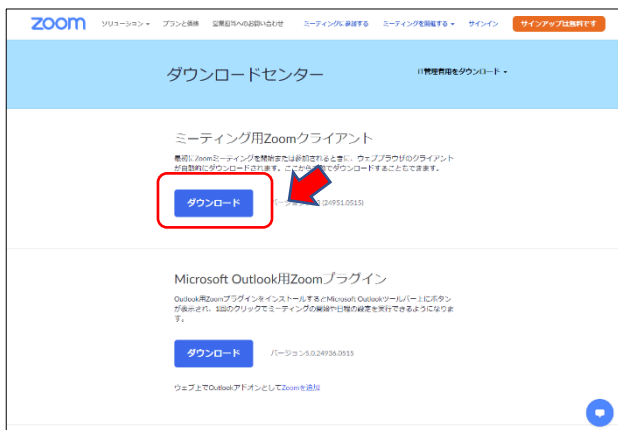 zoom ソリューション プランと価格 営業担当へのお問い合わせ ミーティングに参加する ミーティングを開催する サインイン サインアップは無料です
ダウンロードセンター IT管理者用をダウンロード
ミーティング用Zoomクライアント
最初にZoomミーティングを開始または参加されるときに、ウェブブラウザのクライアント
が自動的にダウンロードされます。ここから でダウンロードすることもできます。
ダウンロード (24951.0515)
Microsoft Outlook用Zoomプラグイン
Outlook用ZoomプラグインをインストールするとMicrosoft Outlookツールバー上にボタン
が表示され、1回のクリックでミーティングの開始や日程の設定を実行できるようになりま
す。
ダウンロード バージョン5.0.24936.0515
ウェブ上でOutlookアドオンとしてZoomを追加